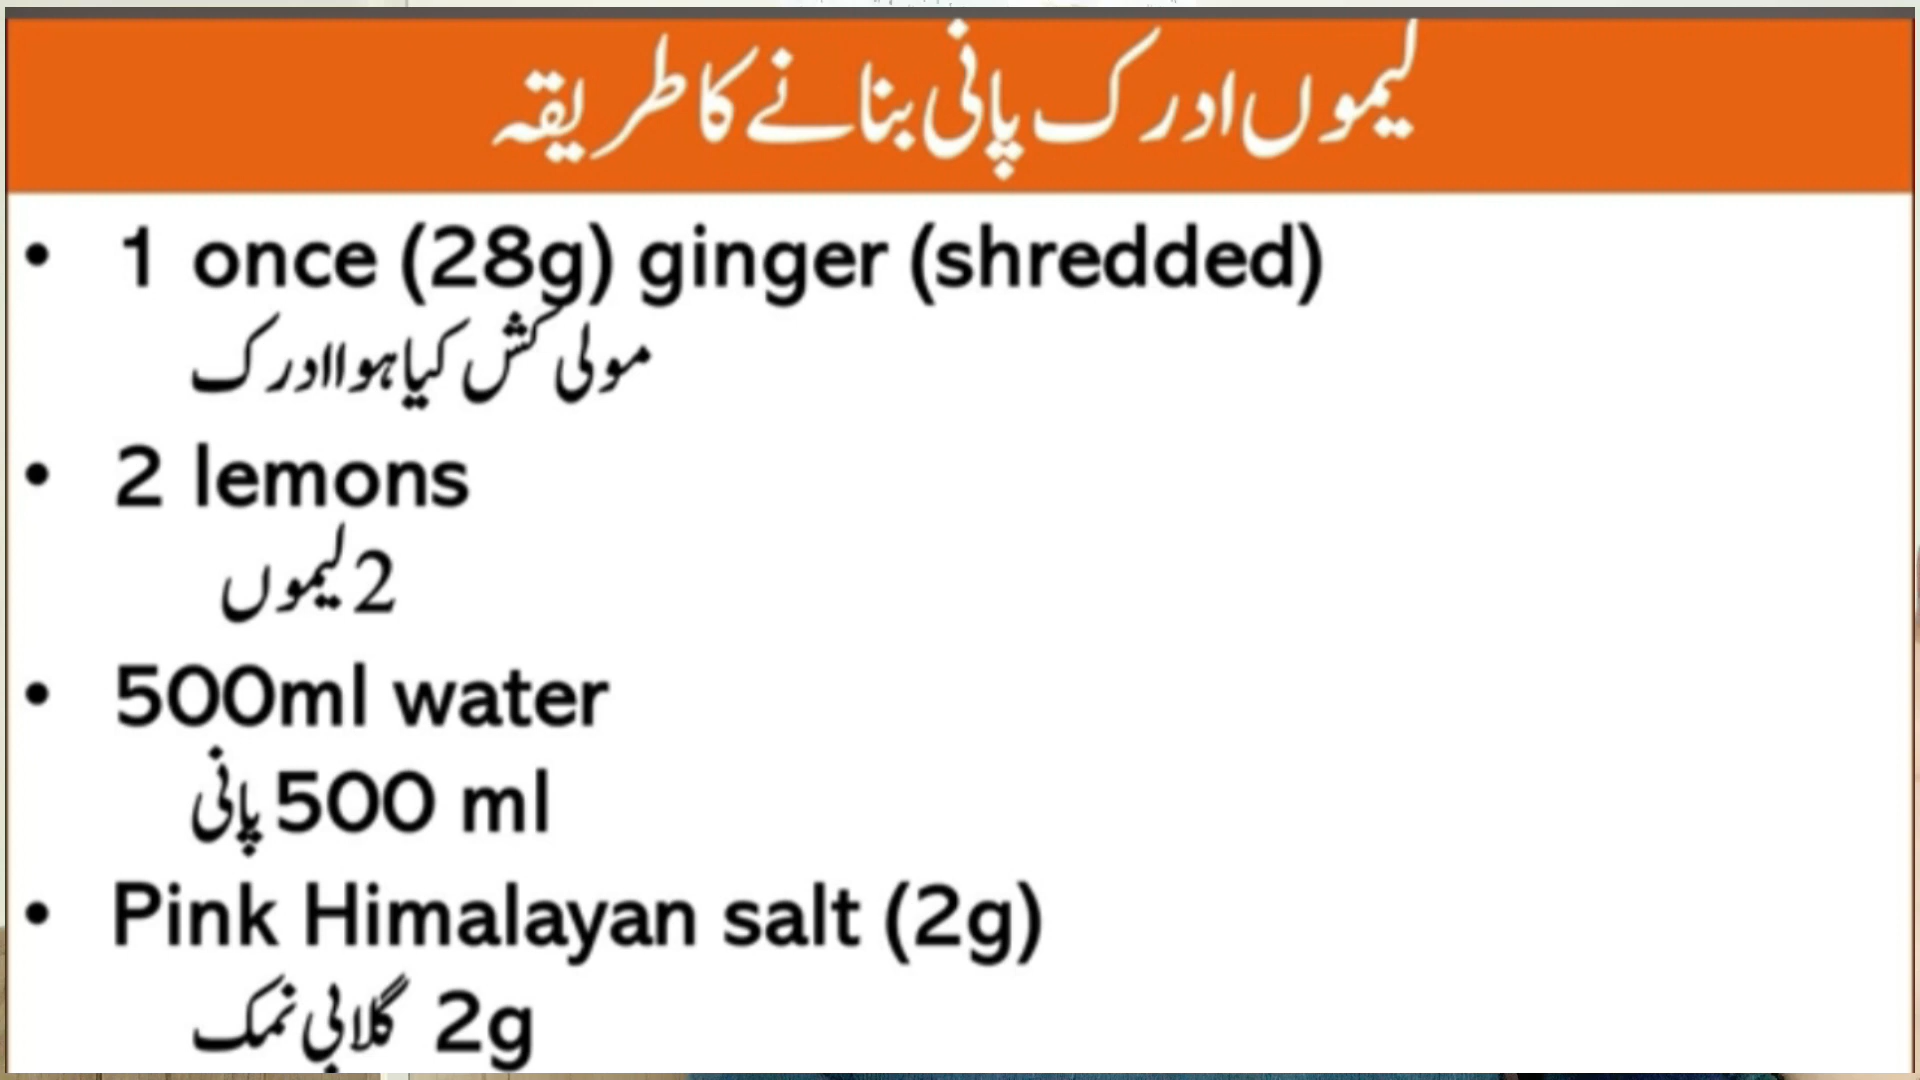 لیموں ادرک پانی بنانے کا طریقہ
• 1 once (28g) ginger (shredded)
مولی کش کیا ہوا ادرک
• 2 lemons
2 لیموں
• 500ml water
500 ml پانی
• Pink Himalayan salt (2g)
2g گلابی نمک